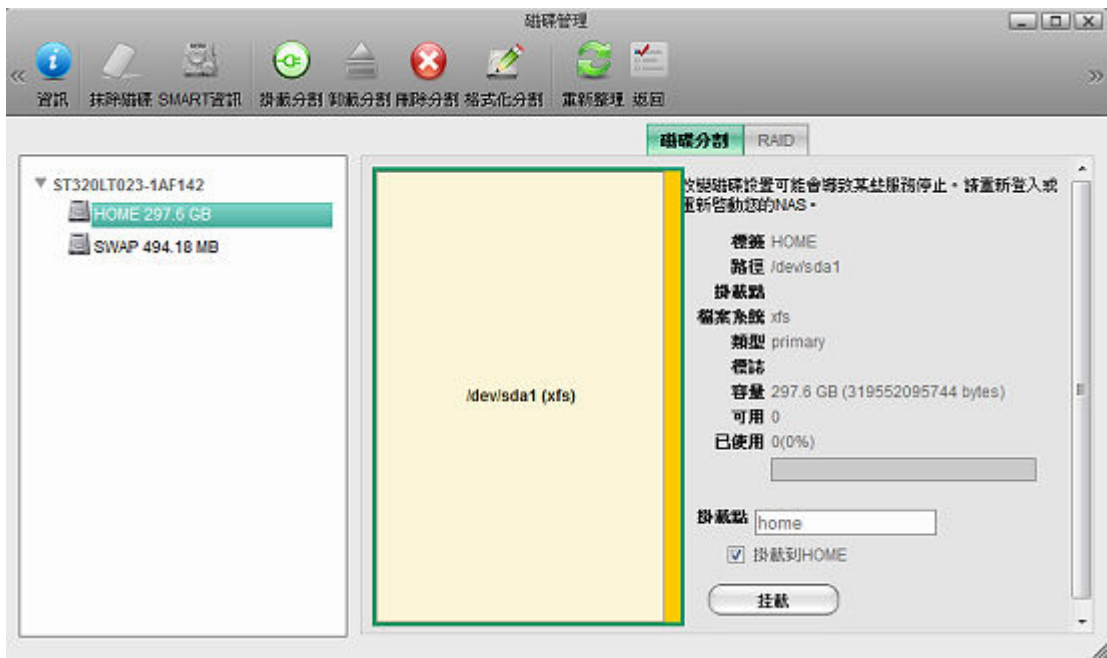 磁碟管理
資訊 抹除磁碟 SMART資訊 掛載分割 卸載分割 刪除分割 格式化分割 重新整理 返回
磁碟分割 RAID
ST320LT023-1AF142
HOME 297.6 GB
SWAP 494.18 MB
/dev/sda1 (xfs)
改變磁碟設置可能會導致某些服務停止。請重新登入或
重新啓動您的NAS。
標籤 HOME
路徑 /dev/sda1
掛載點
檔案系統 xfs
類型 primary
標誌
容量 297.6 GB (319552095744 bytes)
可用 0
已使用 0(0%)
掛載點 home
掛載到HOME
挂載